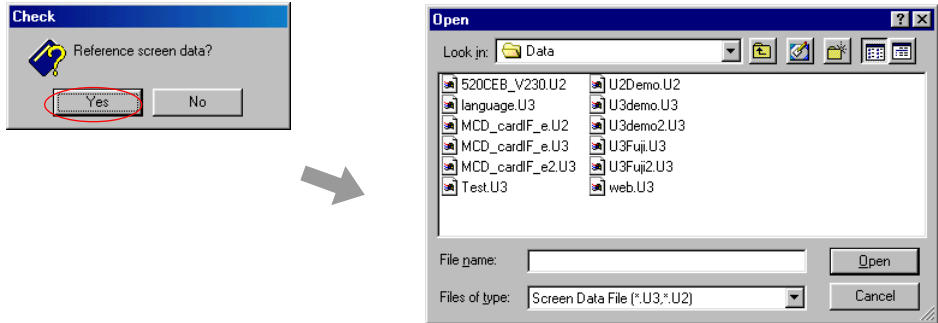 Check
Reference screen data?
Yes
No
Open
Look in:
Data
520CEB_V230.U2
language.U3
MCD_cardIF_e.U2
MCD_cardIF_e.U3
MCD_cardIF_e2.U3
Test.U3
U2Demo.U2
U3demo.U3
U3demo2.U3
U3Fuji.U3
U3Fuji2.U3
web.U3
File name:
Open
Files of type:
Screen Data File (*.U3,*.U2)
Cancel